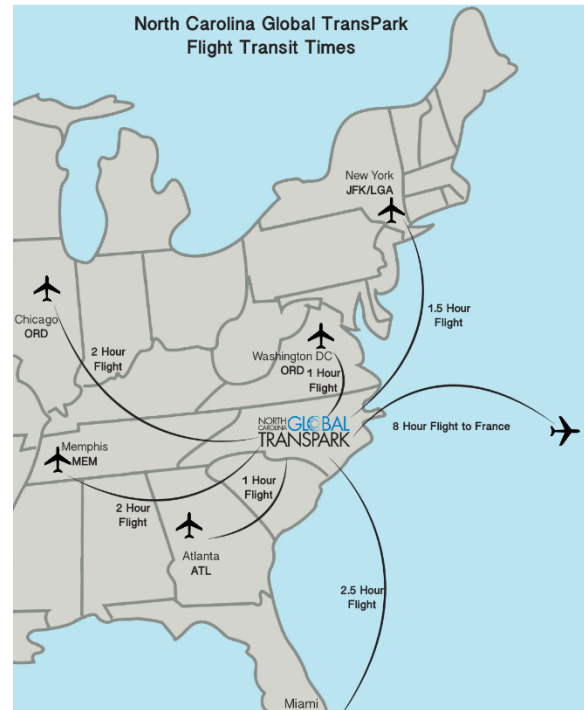 North Carolina Global TransPark
Flight Transit Times
New York
JFK/LGA
1.5 Hour
Flight
Chicago
ORD
2 Hour
Flight
Washington DC
ORD
1 Hour
Flight
8 Hour Flight to France
NORTH
CAROLINA
GLOBAL
TRANSPARK
Memphis
MEM
2 Hour
Flight
1 Hour
Flight
Atlanta
ATL
2.5 Hour
Flight
Miami